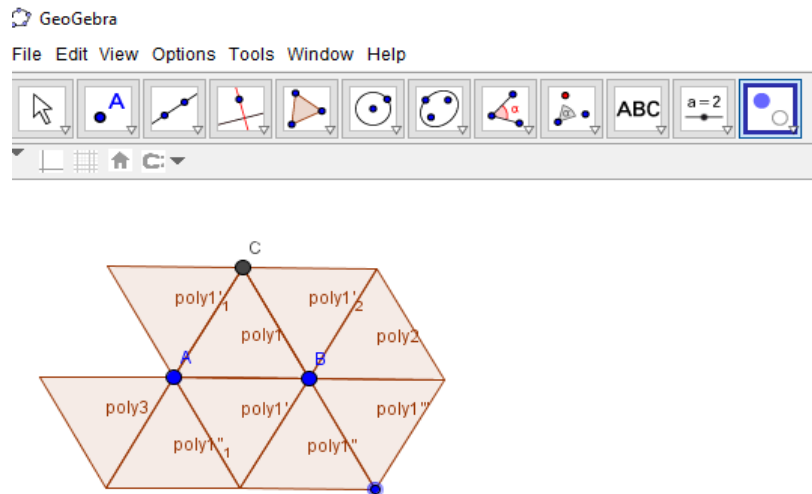 GeoGebra
File Edit View Options Tools Window Help
A α α ABC a=2
C
poly1'₁ poly1'₂
poly1 poly2
A B
poly3 poly1' poly1'''
poly1''₁ poly1''